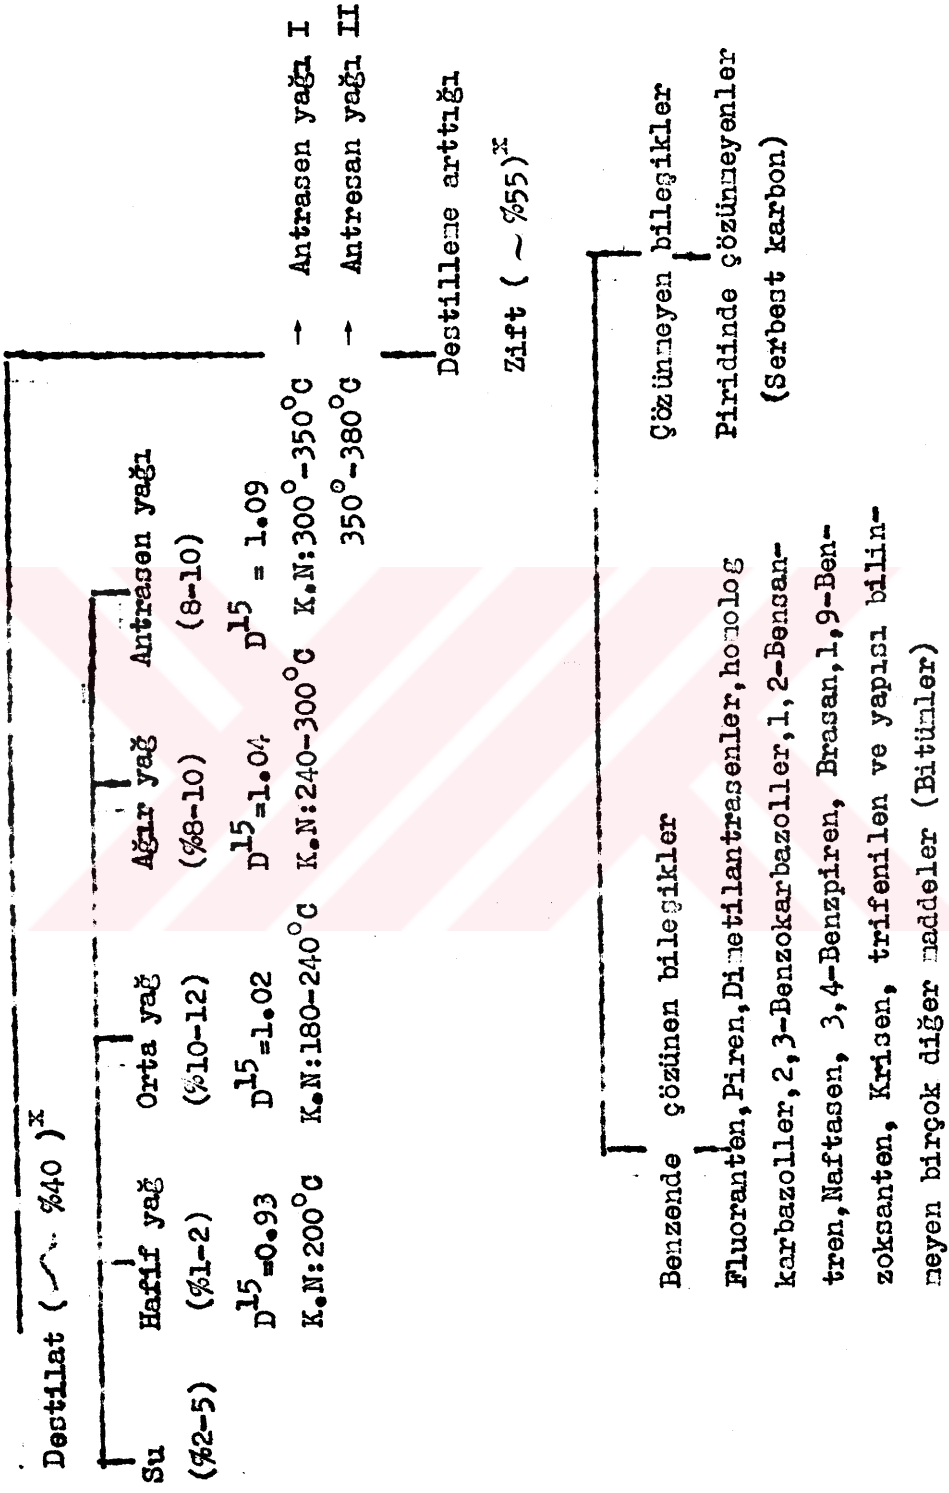 Destilat ( ~ %40 )ˣ
Su Hafif yağ Orta yağ Ağır yağ Antrasen yağı
(%2-5) (%1-2) (%10-12) (%8-10) (8-10)
D¹⁵=0.93 D¹⁵=1.02 D¹⁵=1.04 D¹⁵ = 1.09
K.N:200°C K.N:180-240°C K.N:240-300°C K.N:300°-350°C → Antrasen yağı I
350°-380°C → Antresan yağı II
Destilleme arttığı
Zift ( ~ %55)ˣ
Benzende çözünen bileşikler Çözünmeyen bileşikler
Fluoranten,Piren,Dimetilantrasenler,homolog
karbazoller,2,3-Benzokarbazoller,1,2-Bensan-
tren,Naftasen, 3,4-Benzpiren, Brasan,1,9-Ben-
zoksanten, Krisen, trifenilen ve yapısı bilin-
meyen birçok diğer maddeler (Bitünler)
Piridinde çözünmeyenler
(Serbest karbon)